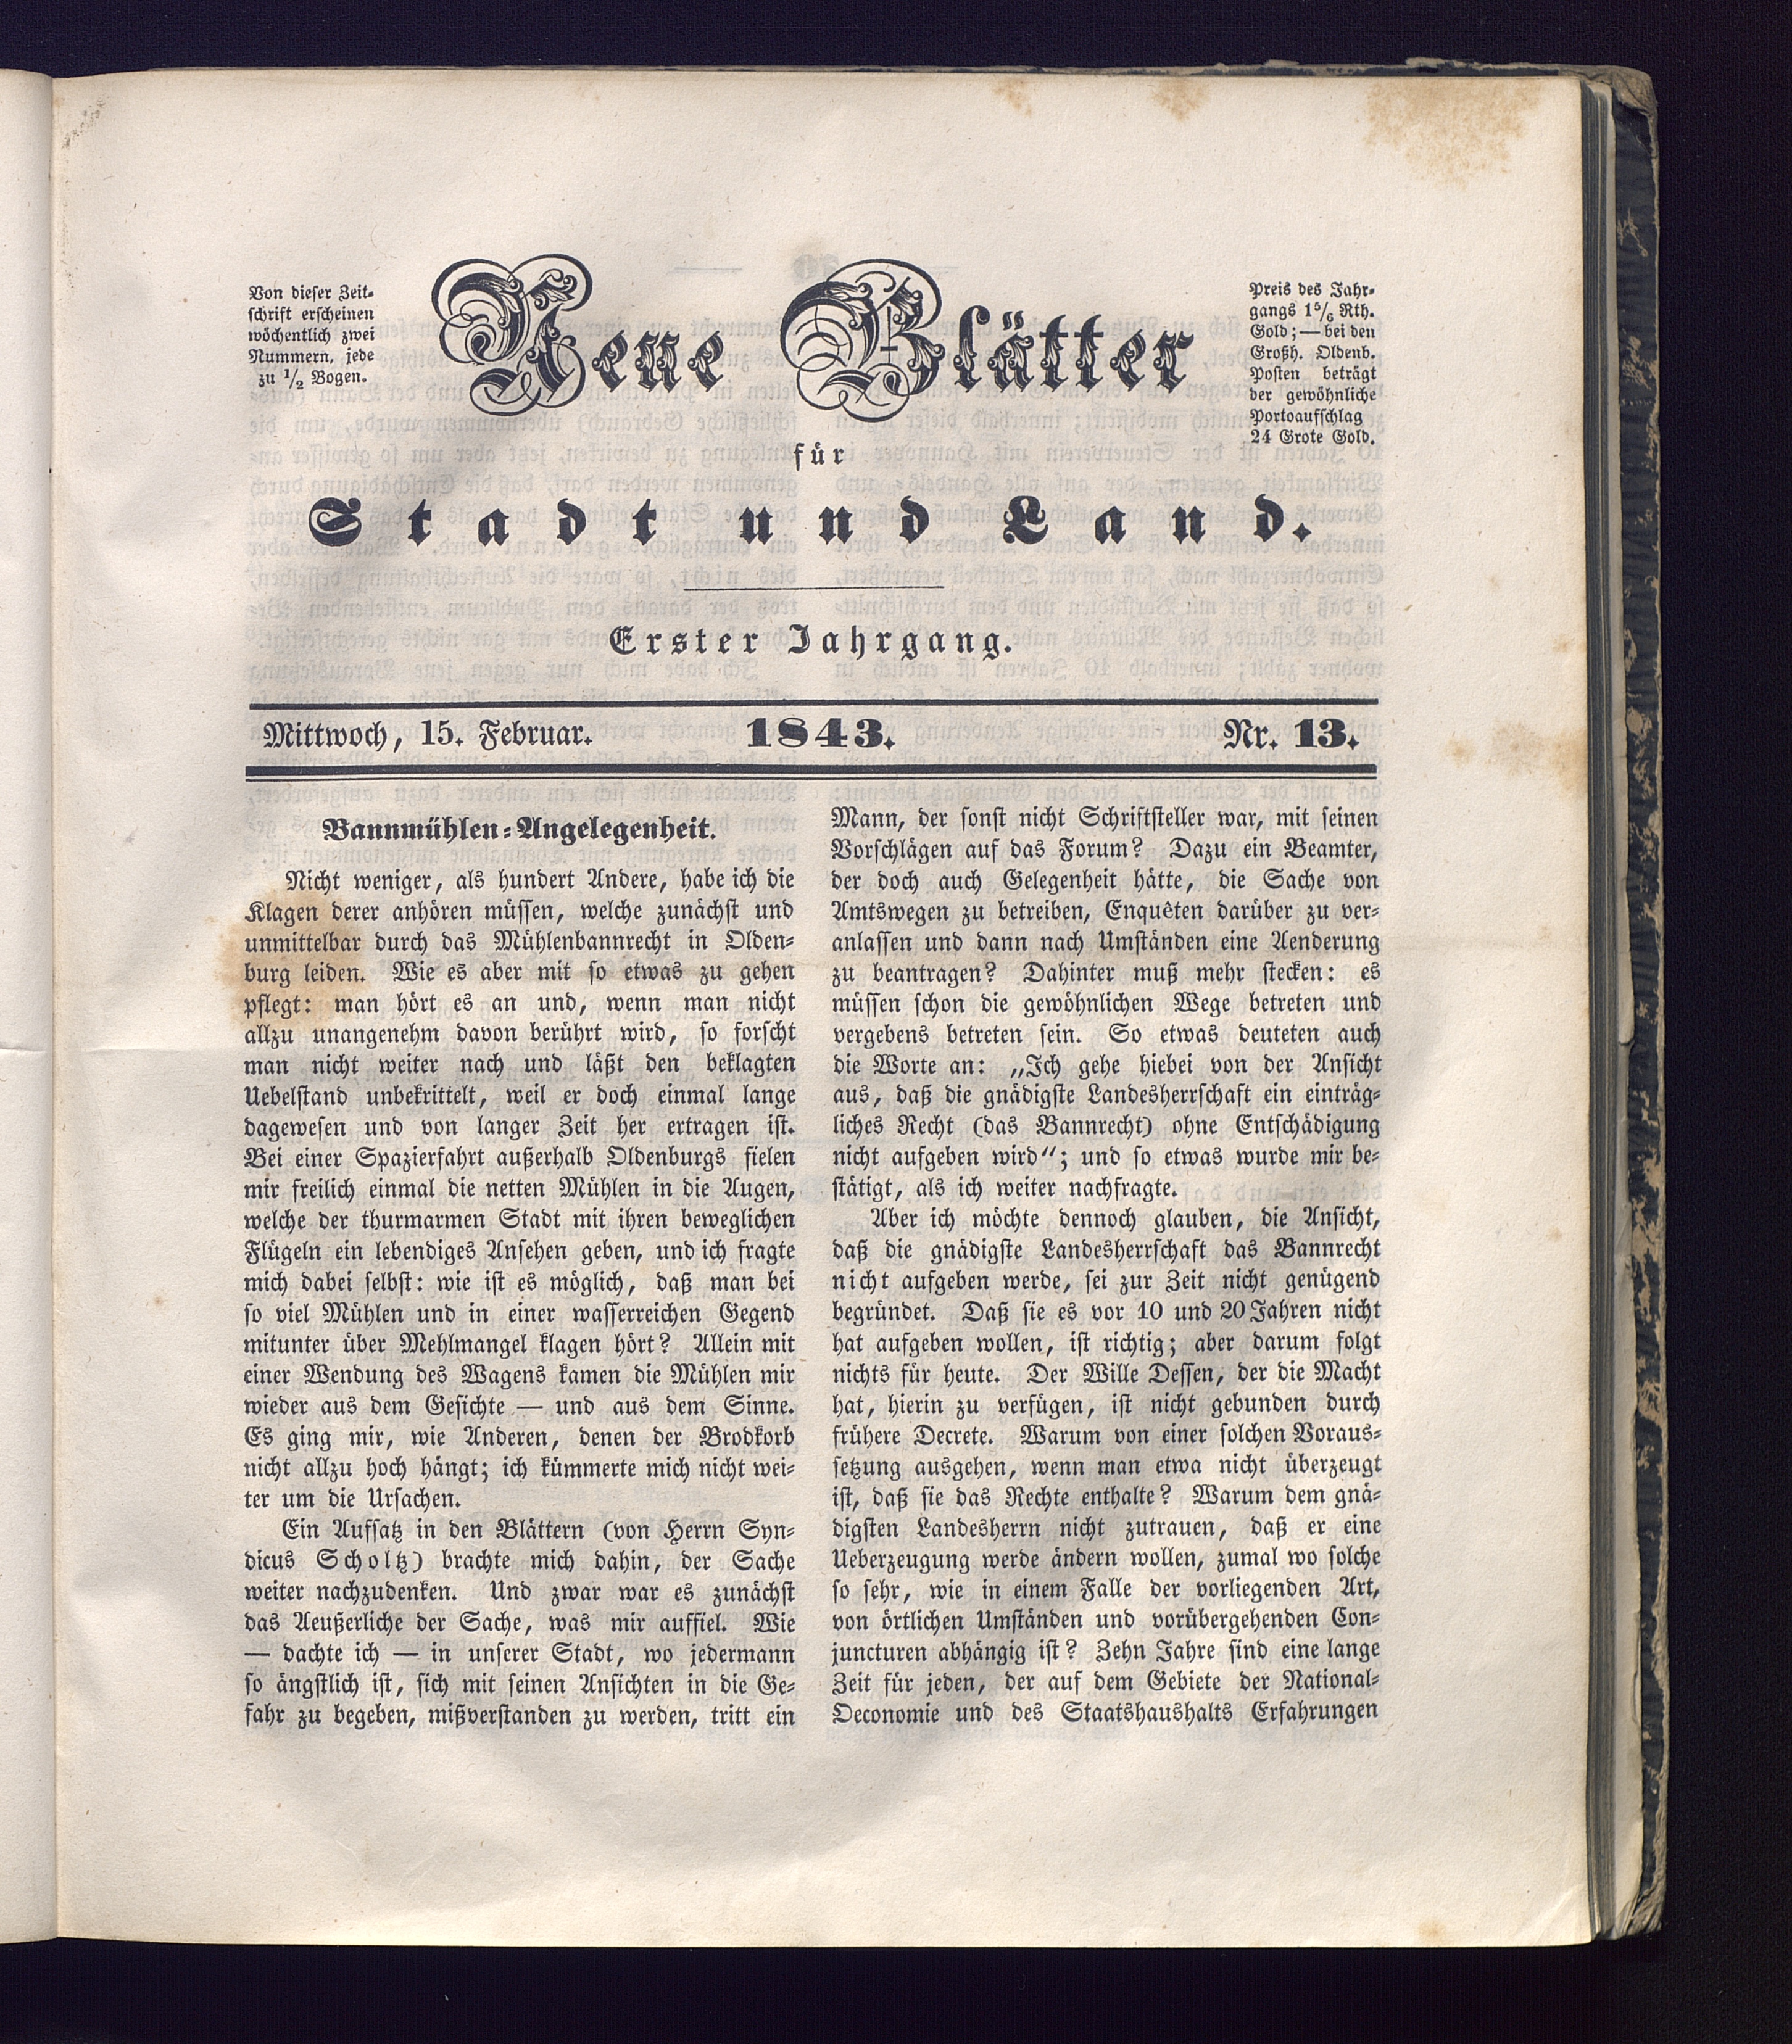 Von dieser Zeit-
schrift erscheinen
wöchentlich zwei
Nummern, jede
zu 1/2 Bogen.
Neue Blätter
Preis des Jahr-
gangs 1 5/6 Rth.
Gold; — bei den
Großh. Oldenb.
Posten beträgt
der gewöhnliche
Portoaufschlag
24 Grote Gold.
für
Stadt und Land.
Erster Jahrgang.
Mittwoch, 15. Februar. 1843. Nr. 13.
Bannmühlen-Angelegenheit.
Nicht weniger, als hundert Andere, habe ich die
Klagen derer anhören müssen, welche zunächst und
unmittelbar durch das Mühlenbannrecht in Olden-
burg leiden. Wie es aber mit so etwas zu gehen
pflegt: man hört es an und, wenn man nicht
allzu unangenehm davon berührt wird, so forscht
man nicht weiter nach und läßt den beklagten
Uebelstand unbekrittelt, weil er doch einmal lange
dagewesen und von langer Zeit her ertragen ist.
Bei einer Spazierfahrt außerhalb Oldenburgs fielen
mir freilich einmal die netten Mühlen in die Augen,
welche der thurmarmen Stadt mit ihren beweglichen
Flügeln ein lebendiges Ansehen geben, und ich fragte
mich dabei selbst: wie ist es möglich, daß man bei
so viel Mühlen und in einer wasserreichen Gegend
mitunter über Mehlmangel klagen hört? Allein mit
einer Wendung des Wagens kamen die Mühlen mir
wieder aus dem Gesichte — und aus dem Sinne.
Es ging mir, wie Anderen, denen der Brodkorb
nicht allzu hoch hängt; ich kümmerte mich nicht wei-
ter um die Ursachen.
Ein Aufsatz in den Blättern (von Herrn Syn-
dicus Scholtz) brachte mich dahin, der Sache
weiter nachzudenken. Und zwar war es zunächst
das Aeußerliche der Sache, was mir auffiel. Wie
— dachte ich — in unserer Stadt, wo jedermann
so ängstlich ist, sich mit seinen Ansichten in die Ge-
fahr zu begeben, mißverstanden zu werden, tritt ein
Mann, der sonst nicht Schriftsteller war, mit seinen
Vorschlägen auf das Forum? Dazu ein Beamter,
der doch auch Gelegenheit hätte, die Sache von
Amtswegen zu betreiben, Enquêten darüber zu ver-
anlassen und dann nach Umständen eine Aenderung
zu beantragen? Dahinter muß mehr stecken: es
müssen schon die gewöhnlichen Wege betreten und
vergebens betreten sein. So etwas deuteten auch
die Worte an: „Ich gehe hiebei von der Ansicht
aus, daß die gnädigste Landesherrschaft ein einträg-
liches Recht (das Bannrecht) ohne Entschädigung
nicht aufgeben wird“; und so etwas wurde mir be-
stätigt, als ich weiter nachfragte.
Aber ich möchte dennoch glauben, die Ansicht,
daß die gnädigste Landesherrschaft das Bannrecht
nicht aufgeben werde, sei zur Zeit nicht genügend
begründet. Daß sie es vor 10 und 20 Jahren nicht
hat aufgeben wollen, ist richtig; aber darum folgt
nichts für heute. Der Wille Dessen, der die Macht
hat, hierin zu verfügen, ist nicht gebunden durch
frühere Decrete. Warum von einer solchen Voraus-
setzung ausgehen, wenn man etwa nicht überzeugt
ist, daß sie das Rechte enthalte? Warum dem gnä-
digsten Landesherrn nicht zutrauen, daß er eine
Ueberzeugung werde ändern wollen, zumal wo solche
so sehr, wie in einem Falle der vorliegenden Art,
von örtlichen Umständen und vorübergehenden Con-
juncturen abhängig ist? Zehn Jahre sind eine lange
Zeit für jeden, der auf dem Gebiete der National-
Oeconomie und des Staatshaushalts Erfahrungen